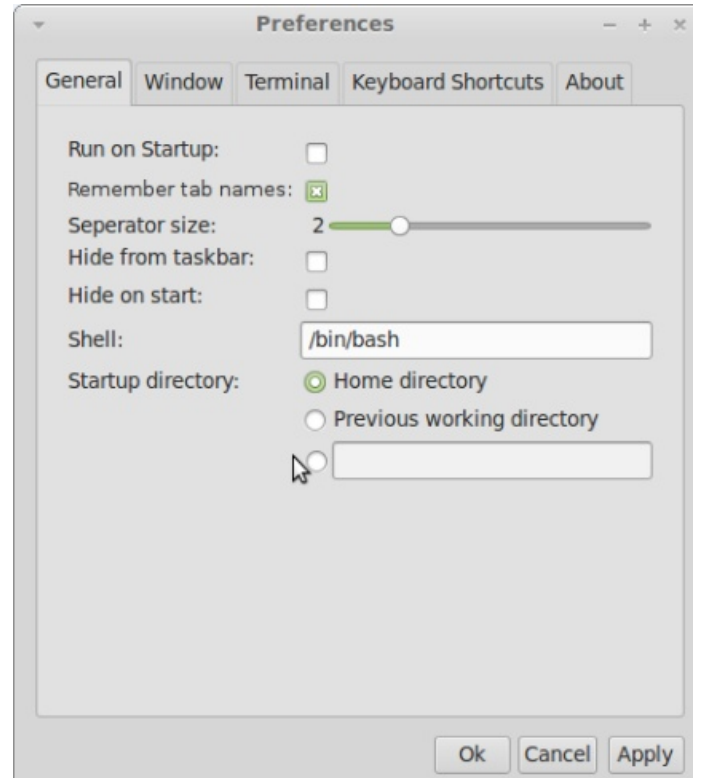 Preferences
General Window Terminal Keyboard Shortcuts About
Run on Startup:
Remember tab names:
Seperator size: 2
Hide from taskbar:
Hide on start:
Shell: /bin/bash
Startup directory: Home directory
Previous working directory
Ok Cancel Apply